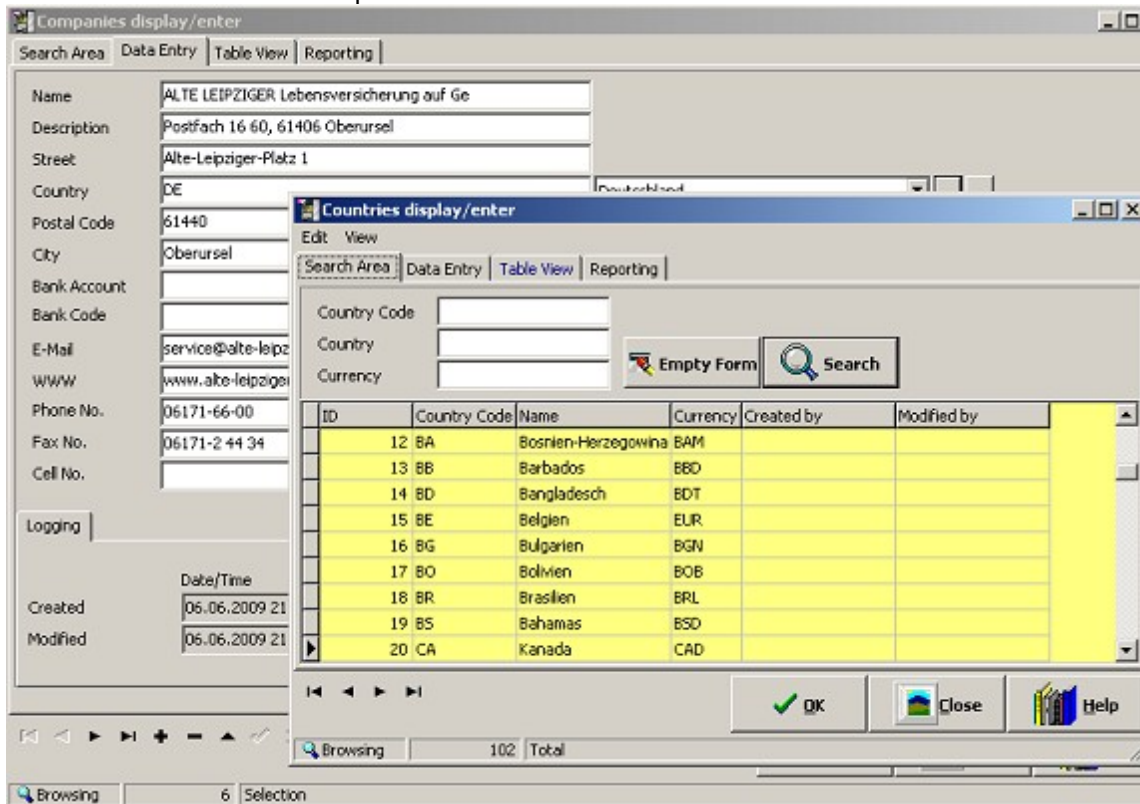 Companies display/enter
Search Area Data Entry Table View Reporting
Name ALTE LEIPZIGER Lebensversicherung auf Ge
Description Postfach 16 60, 61406 Oberursel
Street Alte-Leipziger-Platz 1
Country DE Deutschland
Postal Code 61440
City Oberursel
Bank Account
Bank Code
E-Mail service@alte-leipz
WWW www.alte-leipziger
Phone No. 06171-66-00
Fax No. 06171-2 44 34
Cell No.
Logging
Date/Time
Created 06.06.2009 21
Modified 06.06.2009 21
Browsing 6 Selection
Countries display/enter
Edit View
Search Area Data Entry Table View Reporting
Country Code
Country
Currency
Empty Form Search
ID Country Code Name Currency Created by Modified by
12 BA Bosnien-Herzegowina BAM
13 BB Barbados BBD
14 BD Bangladesch BDT
15 BE Belgien EUR
16 BG Bulgarien BGN
17 BO Bolivien BOB
18 BR Brasilien BRL
19 BS Bahamas BSD
20 CA Kanada CAD
OK Close Help
Browsing 102 Total